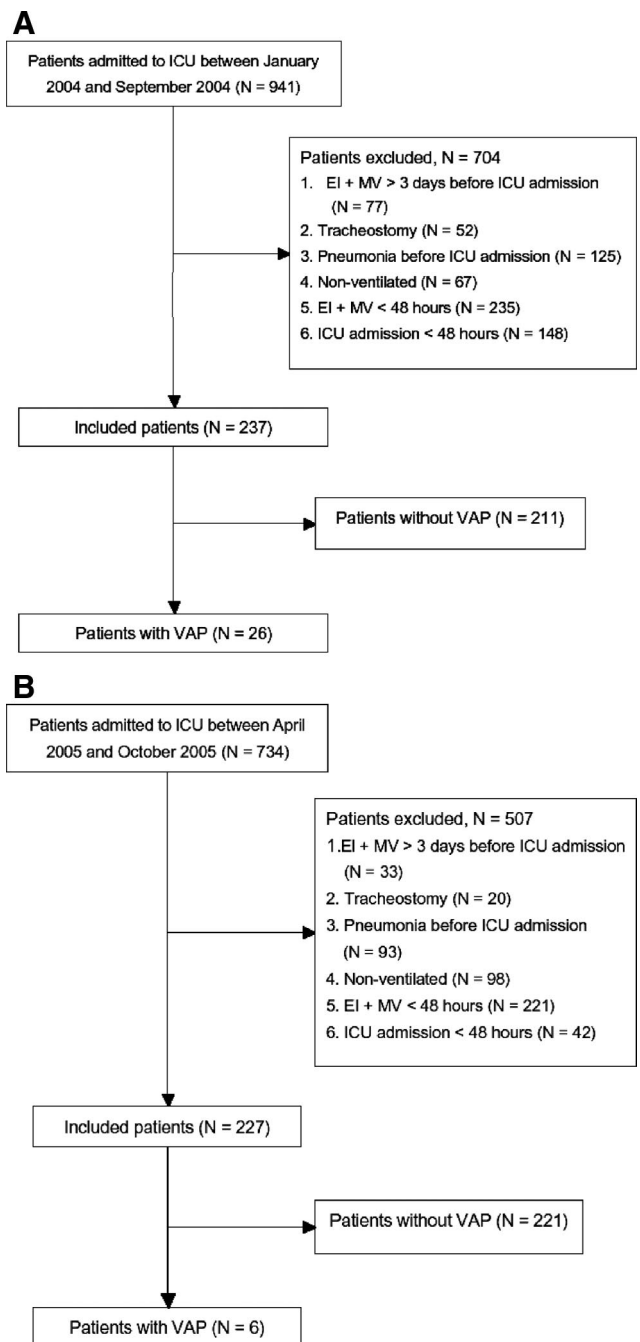 A
Patients admitted to ICU between January
2004 and September 2004 (N = 941)
Patients excluded, N = 704
1. EI + MV > 3 days before ICU admission
(N = 77)
2. Tracheostomy (N = 52)
3. Pneumonia before ICU admission (N = 125)
4. Non-ventilated (N = 67)
5. EI + MV < 48 hours (N = 235)
6. ICU admission < 48 hours (N = 148)
Included patients (N = 237)
Patients without VAP (N = 211)
Patients with VAP (N = 26)
B
Patients admitted to ICU between April
2005 and October 2005 (N = 734)
Patients excluded, N = 507
1.EI + MV > 3 days before ICU admission
(N = 33)
2. Tracheostomy (N = 20)
3. Pneumonia before ICU admission
(N = 93)
4. Non-ventilated (N = 98)
5. EI + MV < 48 hours (N = 221)
6. ICU admission < 48 hours (N = 42)
Included patients (N = 227)
Patients without VAP (N = 221)
Patients with VAP (N = 6)